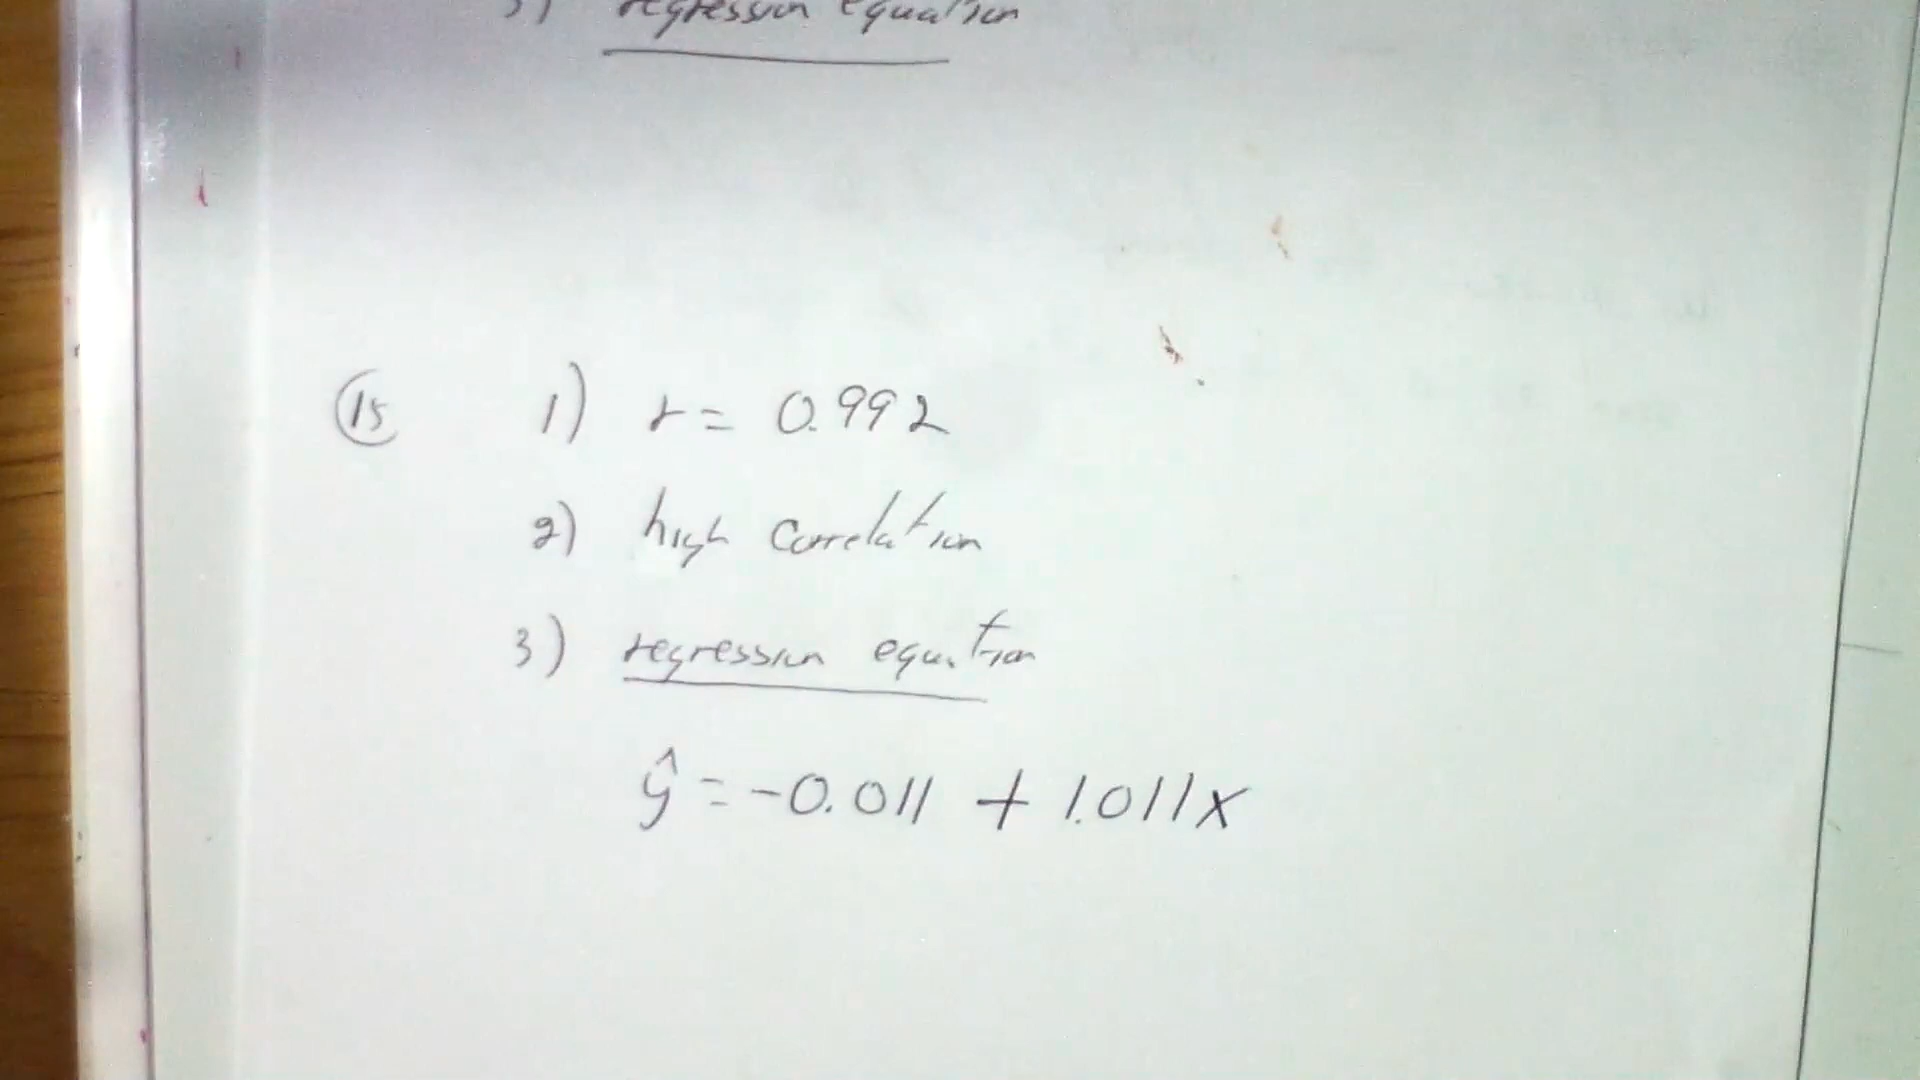 3) regression equation
(15) 1) r = 0.992
2) high correlation
3) regression equation
ŷ = -0.011 + 1.011x